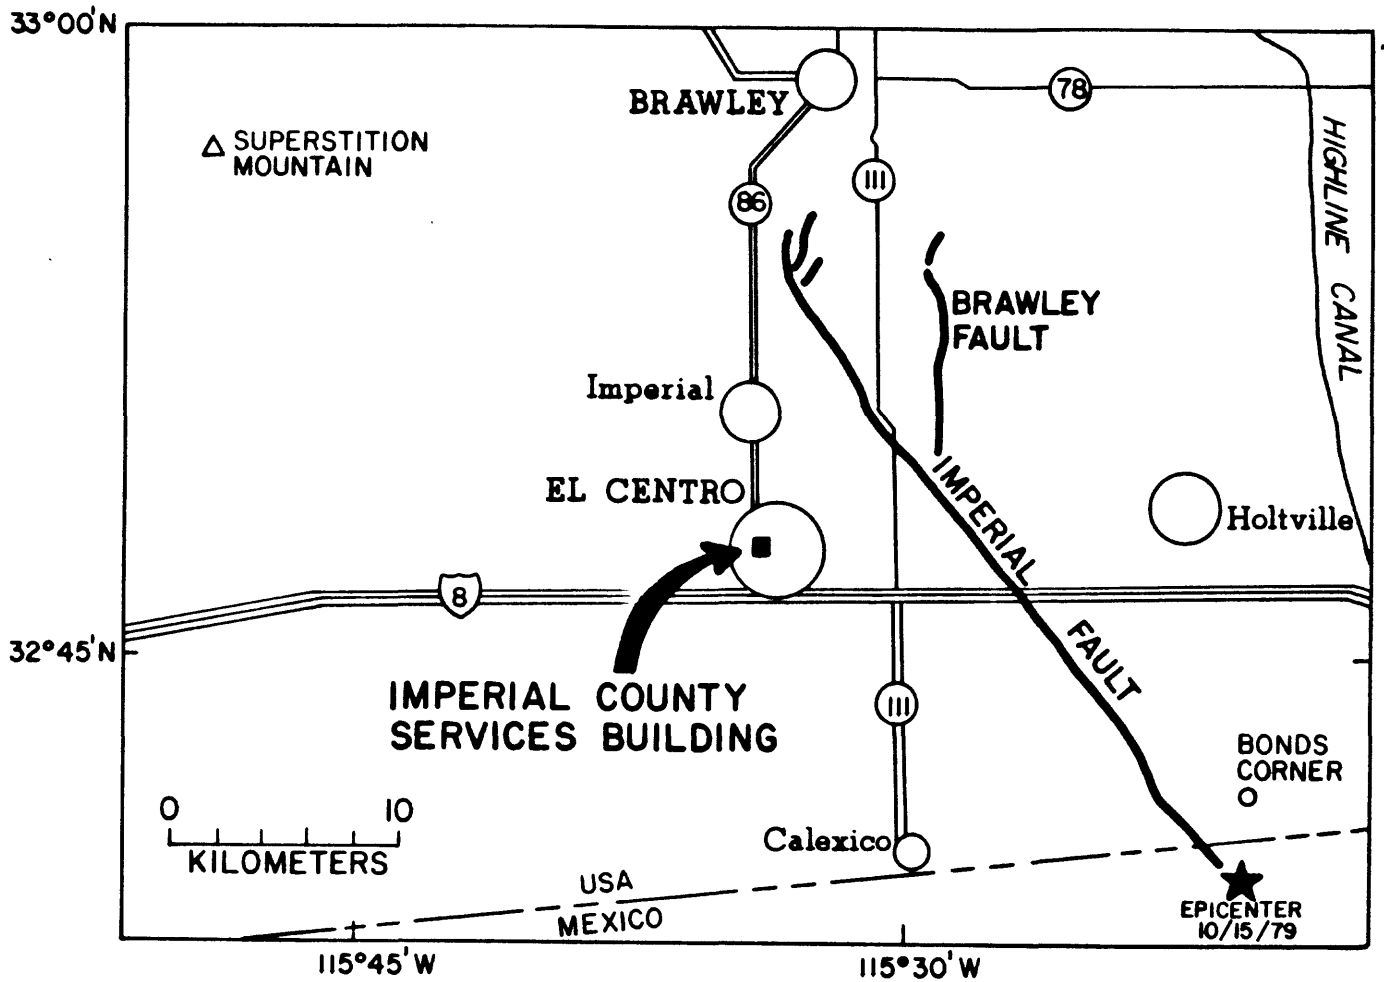 33°00'N
BRAWLEY
78
SUPERSTITION
MOUNTAIN
HIGHLINE CANAL
111
86
BRAWLEY
FAULT
Imperial
EL CENTRO
IMPERIAL FAULT
Holtville
8
32°45'N
IMPERIAL COUNTY
SERVICES BUILDING
111
BONDS
CORNER
0 10
KILOMETERS
Calexico
USA
MEXICO
EPICENTER
10/15/79
115°45'W
115°30'W